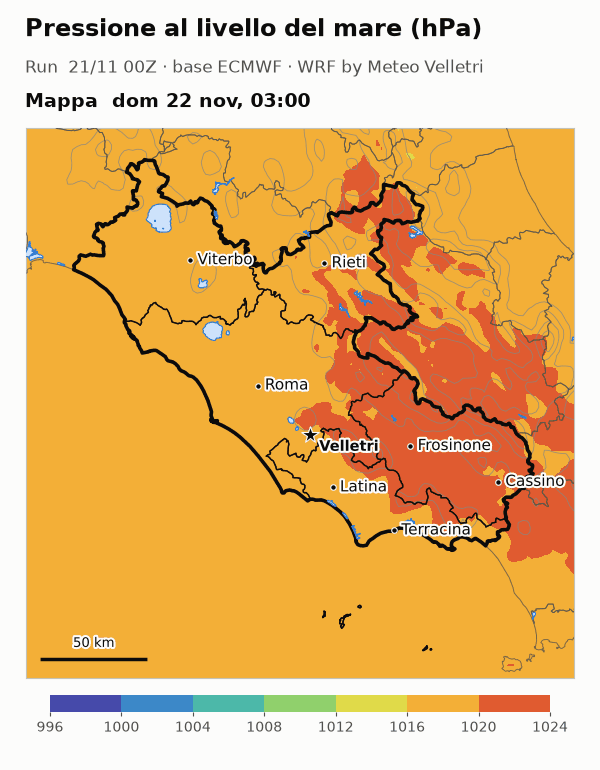 Pressione al livello del mare (hPa)
Run  21/11 00Z · base ECMWF · WRF by Meteo Velletri
Mappa  dom 22 nov, 03:00
Viterbo
Rieti
Roma
Velletri
Frosinone
Cassino
Latina
Terracina
50 km
996 1000 1004 1008 1012 1016 1020 1024